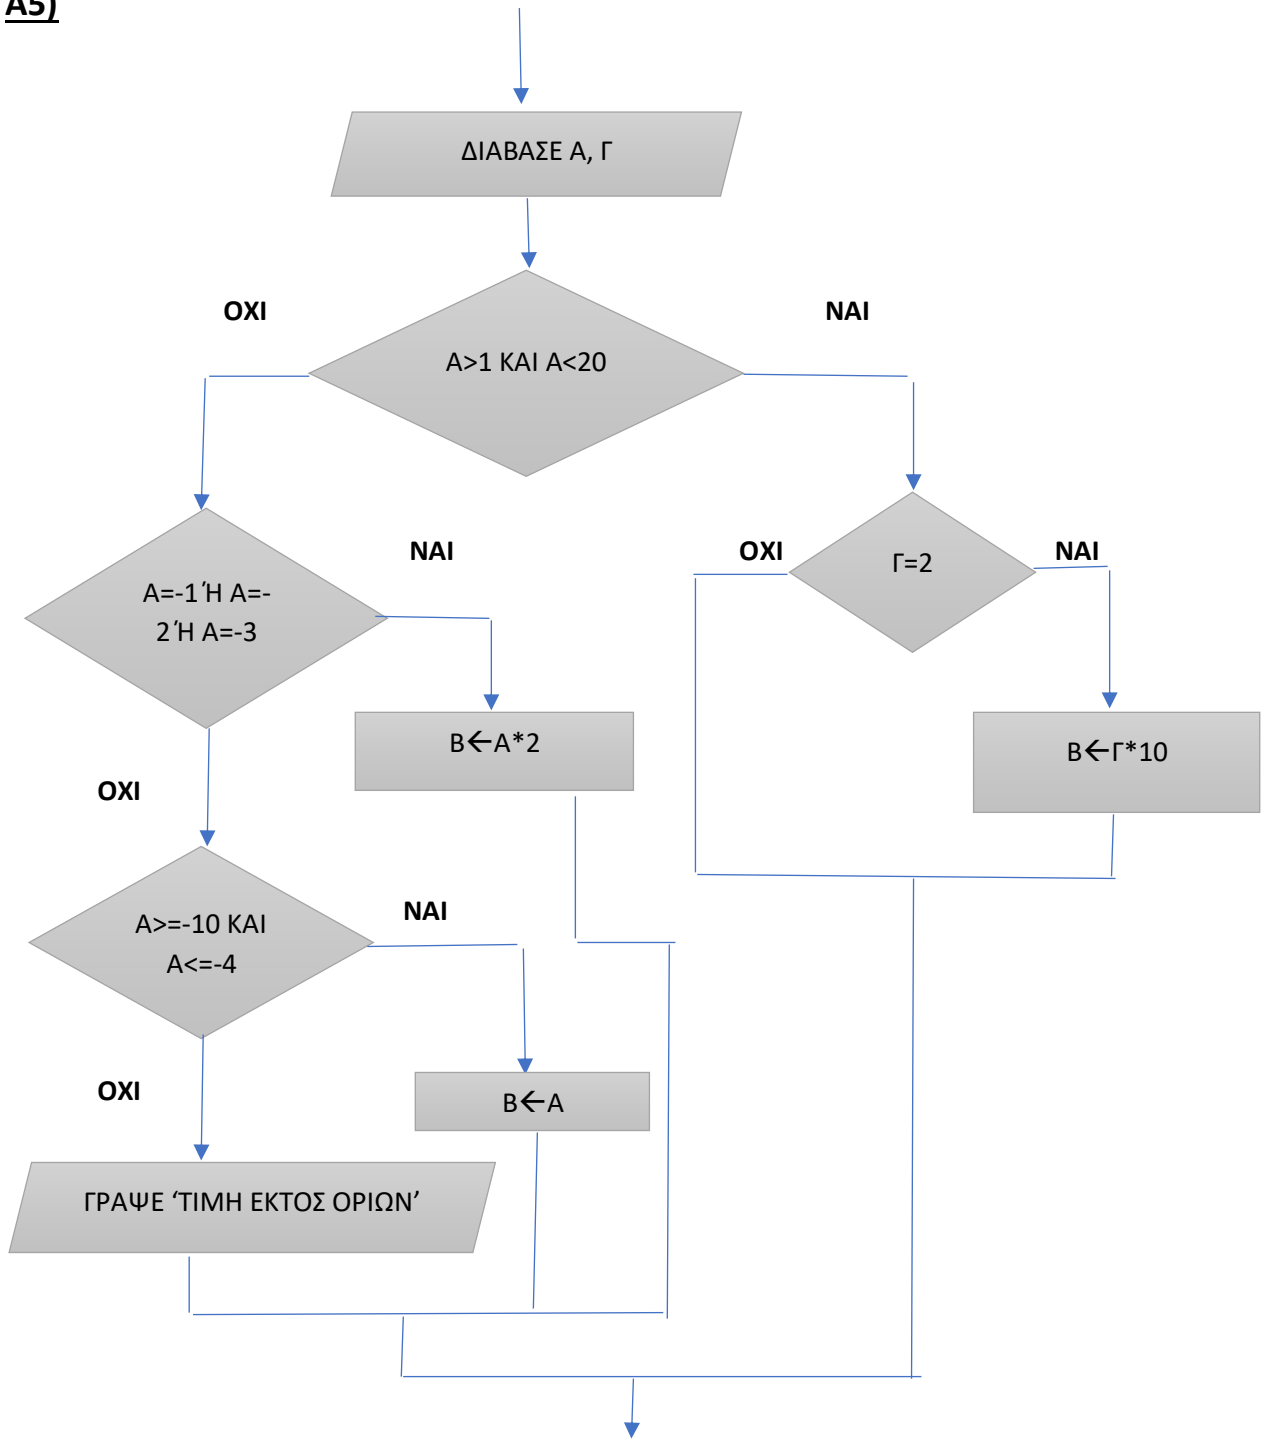 Α5)
ΔΙΑΒΑΣΕ Α, Γ
ΟΧΙ
ΝΑΙ
Α>1 ΚΑΙ Α<20
ΝΑΙ
ΟΧΙ
Γ=2
ΝΑΙ
Α=-1 Ή Α=-
2 Ή Α=-3
Β←Α*2
Β←Γ*10
ΟΧΙ
ΝΑΙ
Α>=-10 ΚΑΙ
Α<=-4
ΟΧΙ
Β←Α
ΓΡΑΨΕ ‘ΤΙΜΗ ΕΚΤΟΣ ΟΡΙΩΝ’